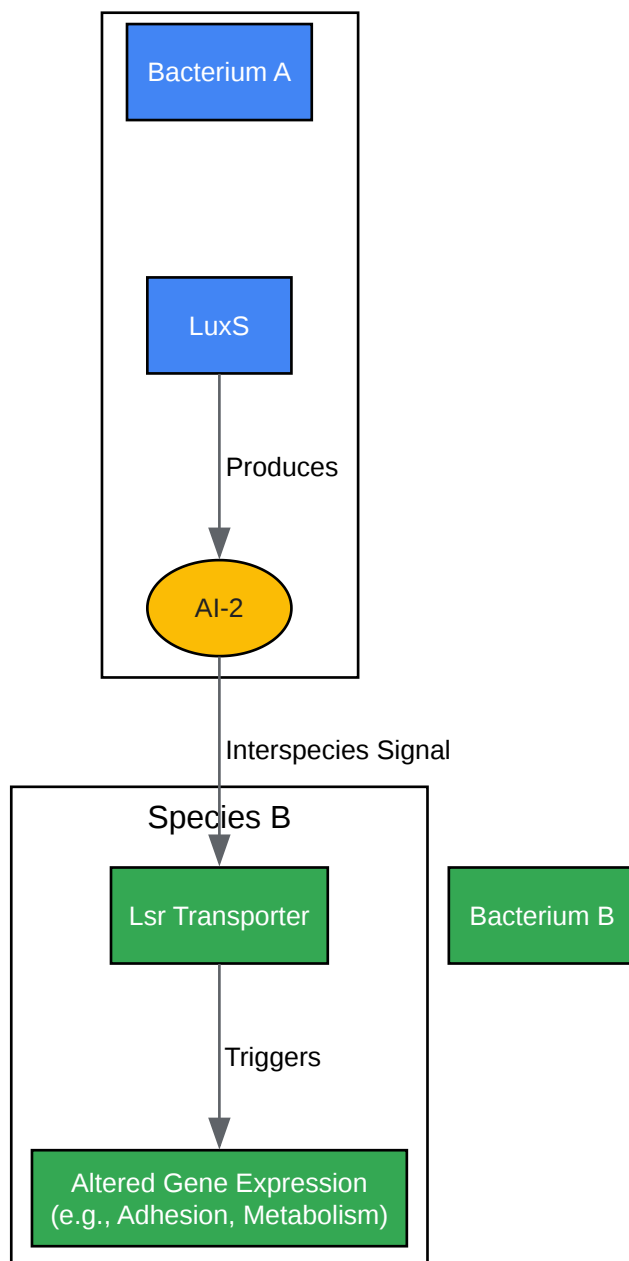 Bacterium A
LuxS
Produces
AI-2
Interspecies Signal
Species B
Lsr Transporter
Bacterium B
Triggers
Altered Gene Expression
(e.g., Adhesion, Metabolism)